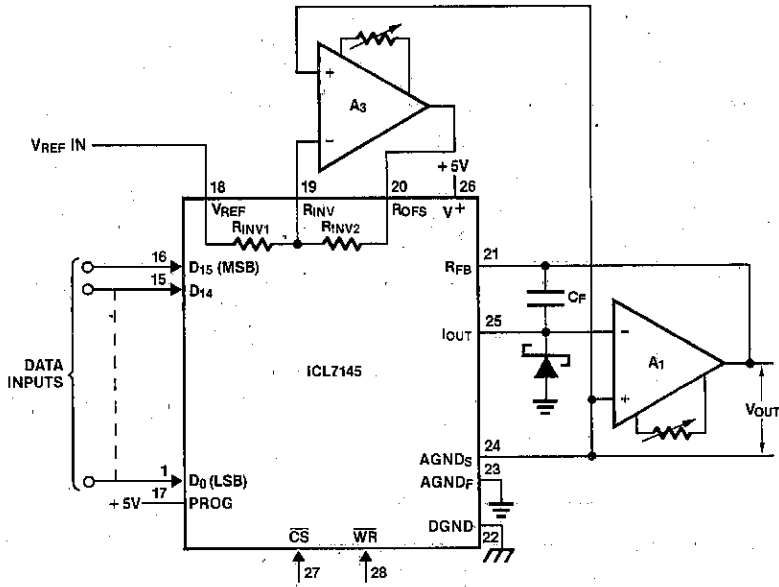 +
A3
−
VREF IN
+5V
18
19
20
26
VREF
RINV
ROFS
V+
RINV1
RINV2
16
D15 (MSB)
15
D14
21
RFB
CF
25
IOUT
−
A1
+
VOUT
DATA
INPUTS
ICL7145
24
AGNDS
23
AGNDF
1
D0 (LSB)
17
+5V
PROG
DGND
22
CS
WR
27
28